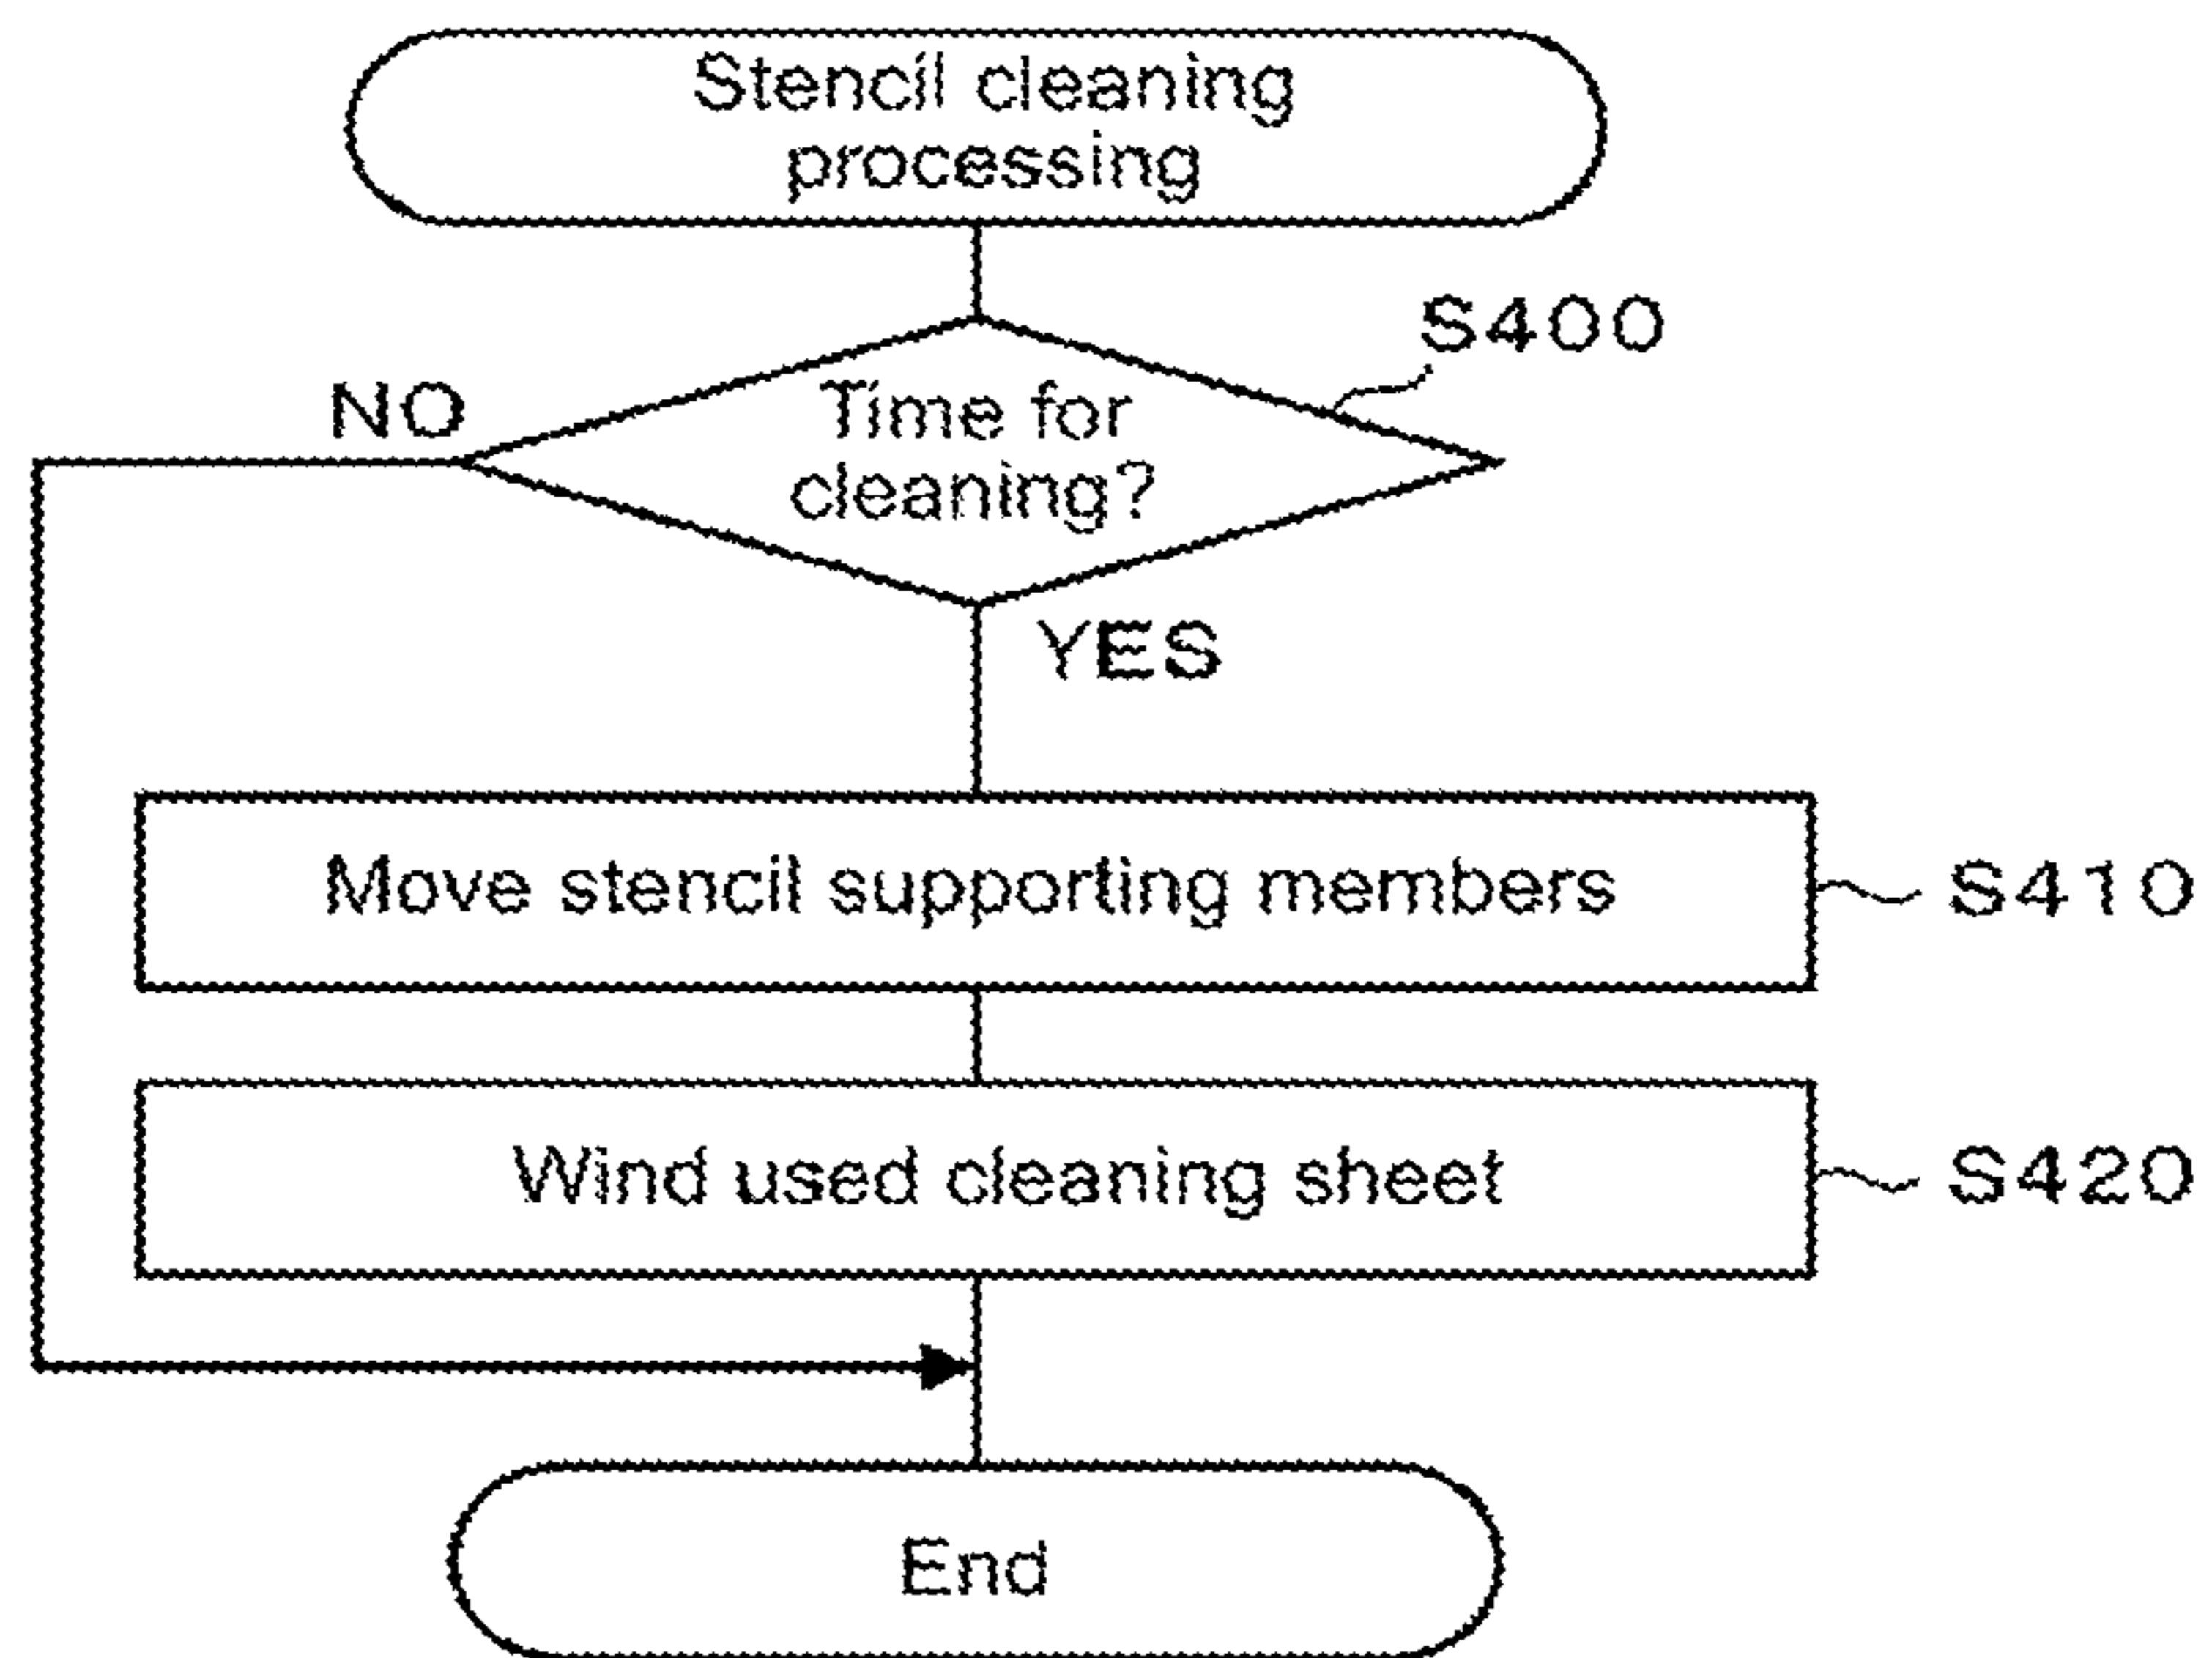 Stencil cleaning
processing
S400
NO
Time for
cleaning?
YES
Move stencil supporting members
S410
Wind used cleaning sheet
S420
End